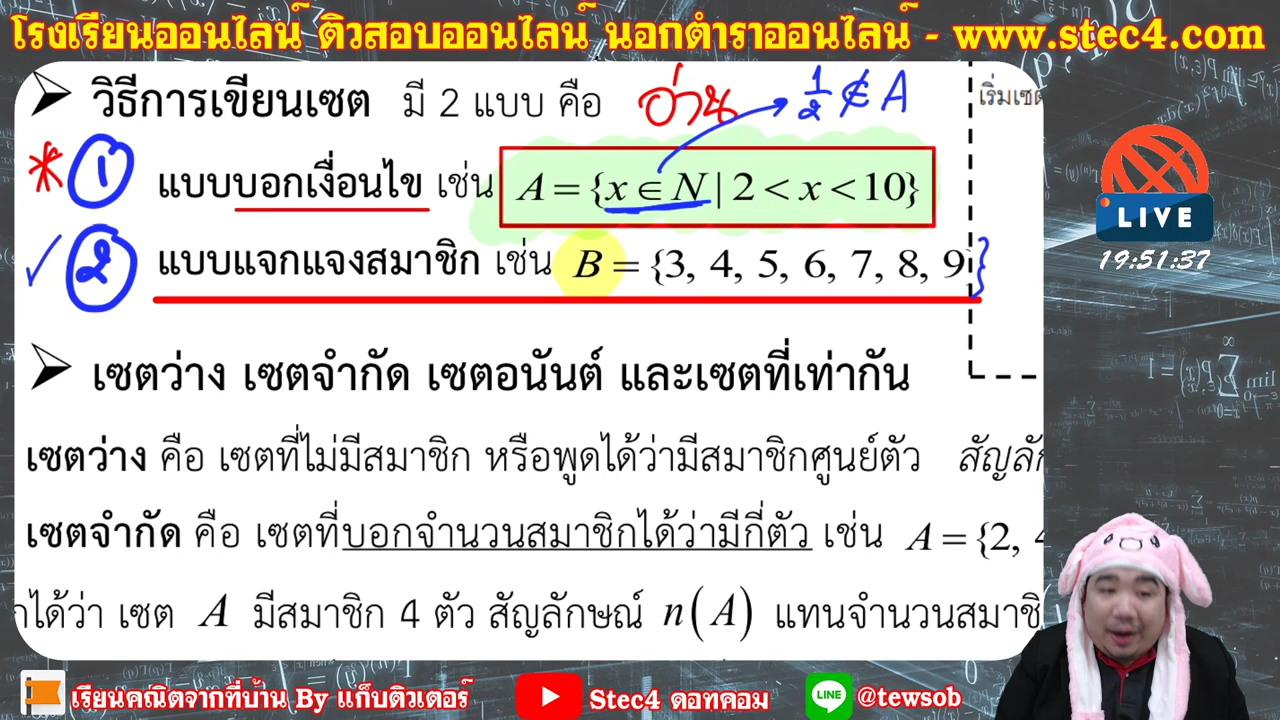 โรงเรียนออนไลน์ ติวสอบออนไลน์ นอกตำราออนไลน์ - www.stec4.com
วิธีการเขียนเซต มี 2 แบบ คือ อ่าน 1/2 ∉ A
เริ่มเซต
* 1 แบบบอกเงื่อนไข เช่น A = {x ∈ N | 2 < x < 10}
LIVE
✓ 2 แบบแจกแจงสมาชิก เช่น B = {3, 4, 5, 6, 7, 8, 9}
19:51:37
เซตว่าง เซตจำกัด เซตอนันต์ และเซตที่เท่ากัน
เซตว่าง คือ เซตที่ไม่มีสมาชิก หรือพูดได้ว่ามีสมาชิกศูนย์ตัว
เซตจำกัด คือ เซตที่บอกจำนวนสมาชิกได้ว่ามีกี่ตัว เช่น A = {2,
ได้ว่า เซต A มีสมาชิก 4 ตัว สัญลักษณ์ n(A) แทนจำนวนสมาชิ
เรียนคณิตจากที่บ้าน By แก็บติวเตอร์ Stec4 ดอทคอม LINE @tewsob